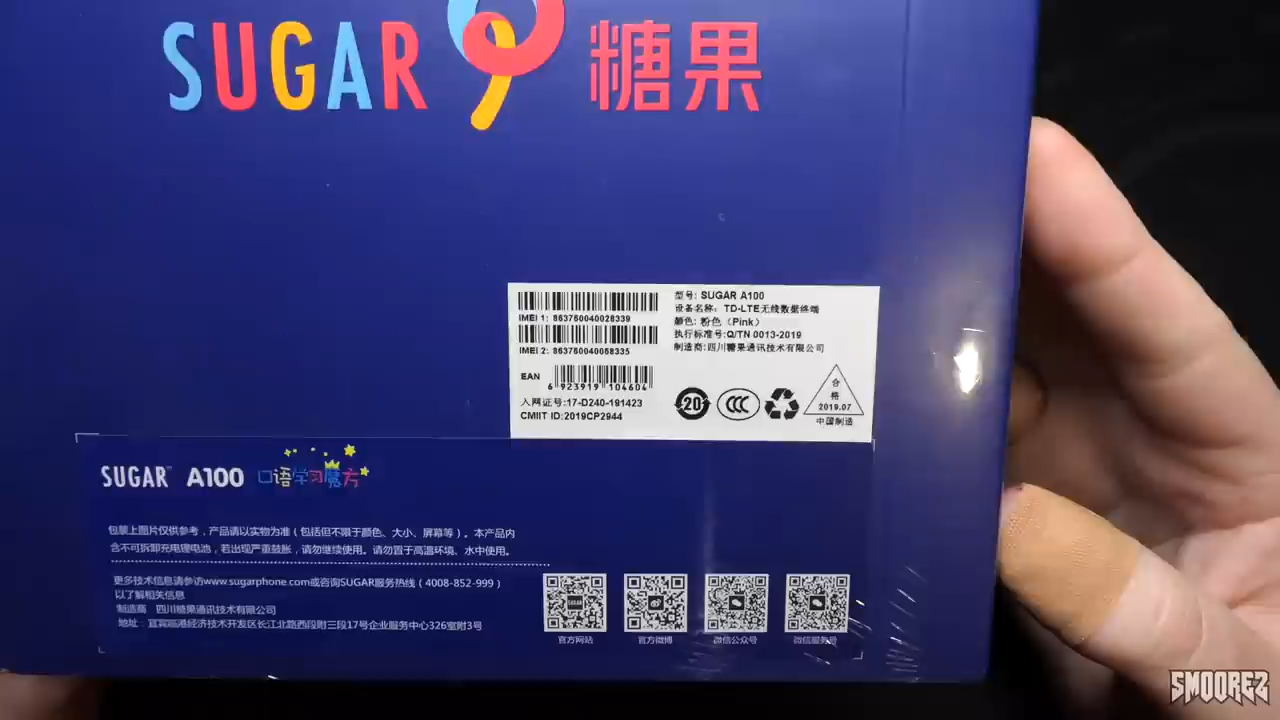 SUGAR 糖果
IMEI 1: 863760040028339
IMEI 2: 863760040058335
EAN
6 923919 104604
入网证号:17-D240-191423
CMIIT ID:2019CP2944
型号: SUGAR A100
设备名称: TD-LTE无线数据终端
颜色: 粉色（Pink）
执行标准号:Q/TN 0013-2019
制造商:四川糖果通讯技术有限公司
20
CCC
合
格
2019.07
中国制造
SUGAR™ A100 口语学习魔方
包装上图片仅供参考，产品请以实物为准（包括但不限于颜色、大小、屏幕等）。本产品内
含不可拆卸充电锂电池，若出现严重鼓胀，请勿继续使用。请勿置于高温环境、水中使用。
更多技术信息请参访www.sugarphone.com或咨询SUGAR服务热线（4008-852-999）
以了解相关信息
制造商 四川糖果通讯技术有限公司
地址：宜宾临港经济技术开发区长江北路西段附三段17号企业服务中心326室附3号
官方网站
官方微博
微信公众号
微信服务号
SMOOREZ